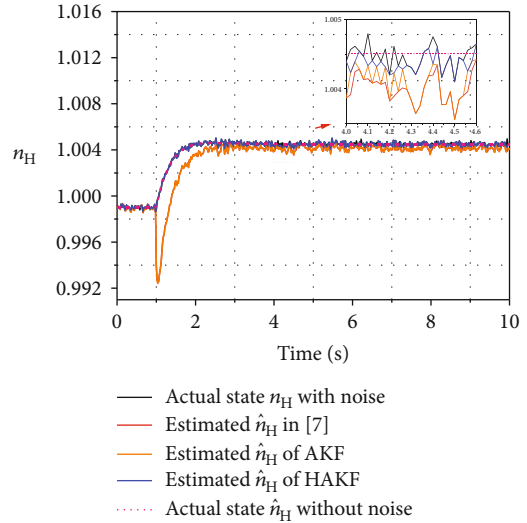 1.016
1.012
1.008
1.004
1.000
0.996
0.992
n_H
1.005
1.004
4.0 4.1 4.2 4.3 4.4 4.5 4.6
0 2 4 6 8 10
Time (s)
Actual state n_H with noise
Estimated n̂_H in [7]
Estimated n̂_H of AKF
Estimated n̂_H of HAKF
Actual state n̂_H without noise